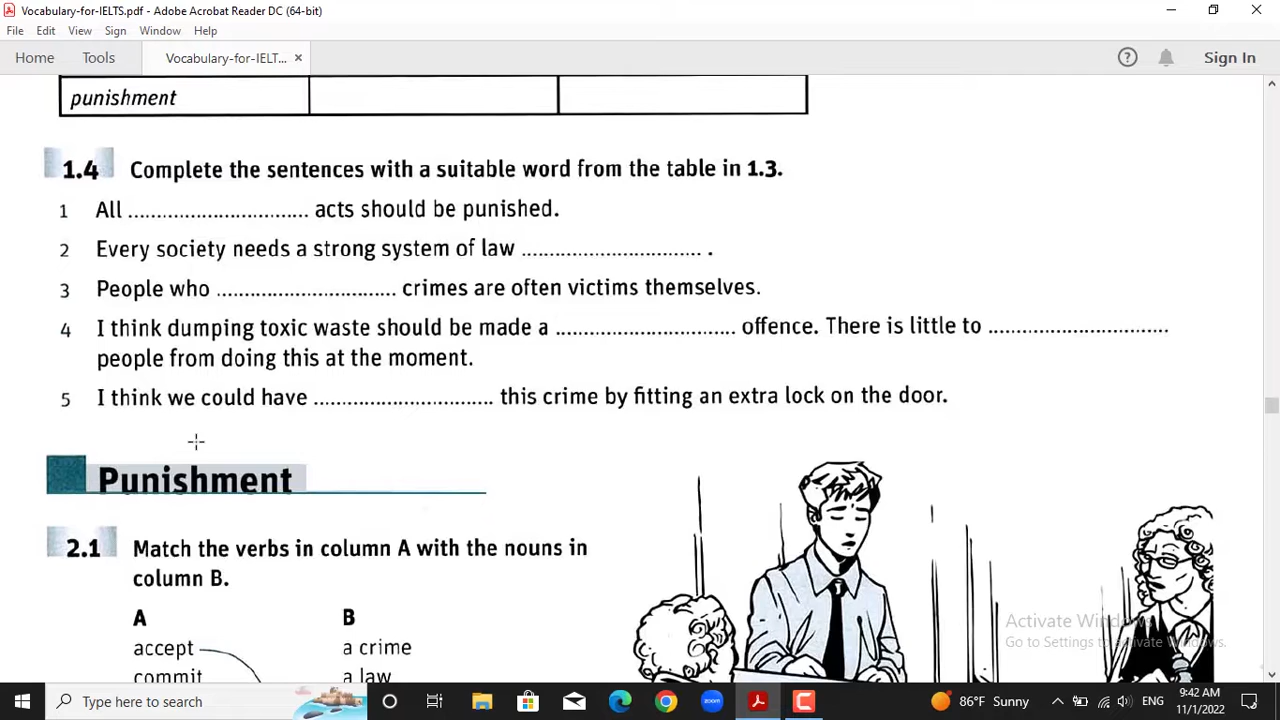 Vocabulary-for-IELTS.pdf - Adobe Acrobat Reader DC (64-bit)
File Edit View Sign Window Help
Home Tools Vocabulary-for-IELT... × Sign In
punishment
1.4 Complete the sentences with a suitable word from the table in 1.3.
1 All ................................ acts should be punished.
2 Every society needs a strong system of law ................................ .
3 People who ................................ crimes are often victims themselves.
4 I think dumping toxic waste should be made a ................................ offence. There is little to ................................
people from doing this at the moment.
5 I think we could have ................................ this crime by fitting an extra lock on the door.
Punishment
2.1 Match the verbs in column A with the nouns in
column B.
A B
accept a crime
commit a law
Activate Windows
Go to Settings to activate Windows.
Type here to search
zoom
86°F Sunny
ENG
9:42 AM
11/1/2022